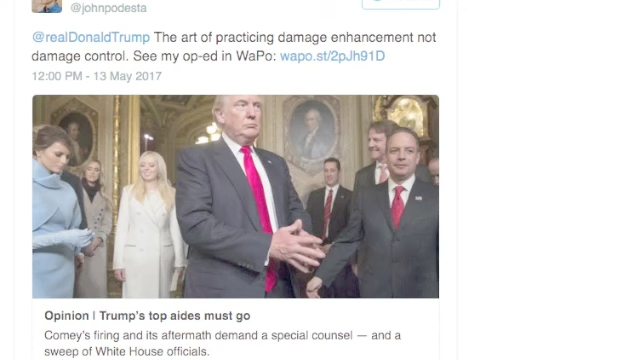 @johnpodesta
@realDonaldTrump The art of practicing damage enhancement not
damage control. See my op-ed in WaPo: wapo.st/2pJh91D
12:00 PM - 13 May 2017
Opinion | Trump's top aides must go
Comey's firing and its aftermath demand a special counsel — and a
sweep of White House officials.